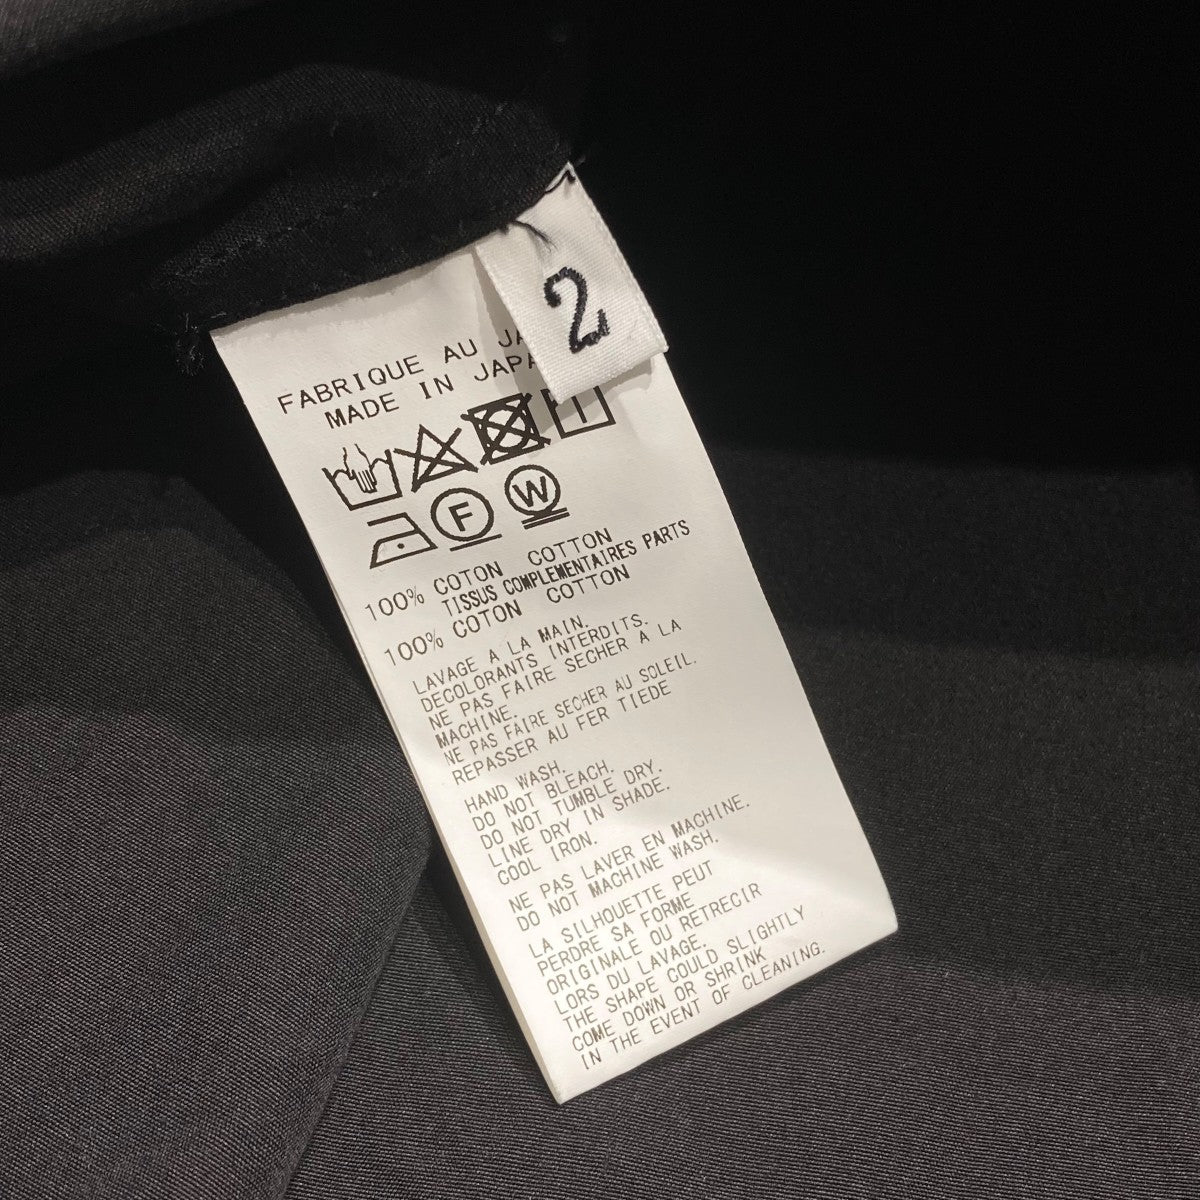 2
FABRIQUE AU JA
MADE IN JAPA
F
W
100% COTON COTTON
TISSUS COMPLEMENTAIRES PARTS
100% COTON COTTON
LAVAGE A LA MAIN.
DECOLORANTS INTERDITS.
NE PAS FAIRE SECHER A LA
MACHINE.
NE PAS FAIRE SECHER AU SOLEIL.
REPASSER AU FER TIEDE
HAND WASH.
DO NOT BLEACH.
DO NOT TUMBLE DRY.
LINE DRY IN SHADE.
COOL IRON.
NE PAS LAVER EN MACHINE.
DO NOT MACHINE WASH.
LA SILHOUETTE PEUT
PERDRE SA FORME
ORIGINALE OU RETRECIR
LORS DU LAVAGE.
THE SHAPE COULD SLIGHTLY
COME DOWN OR SHRINK
IN THE EVENT OF CLEANING.